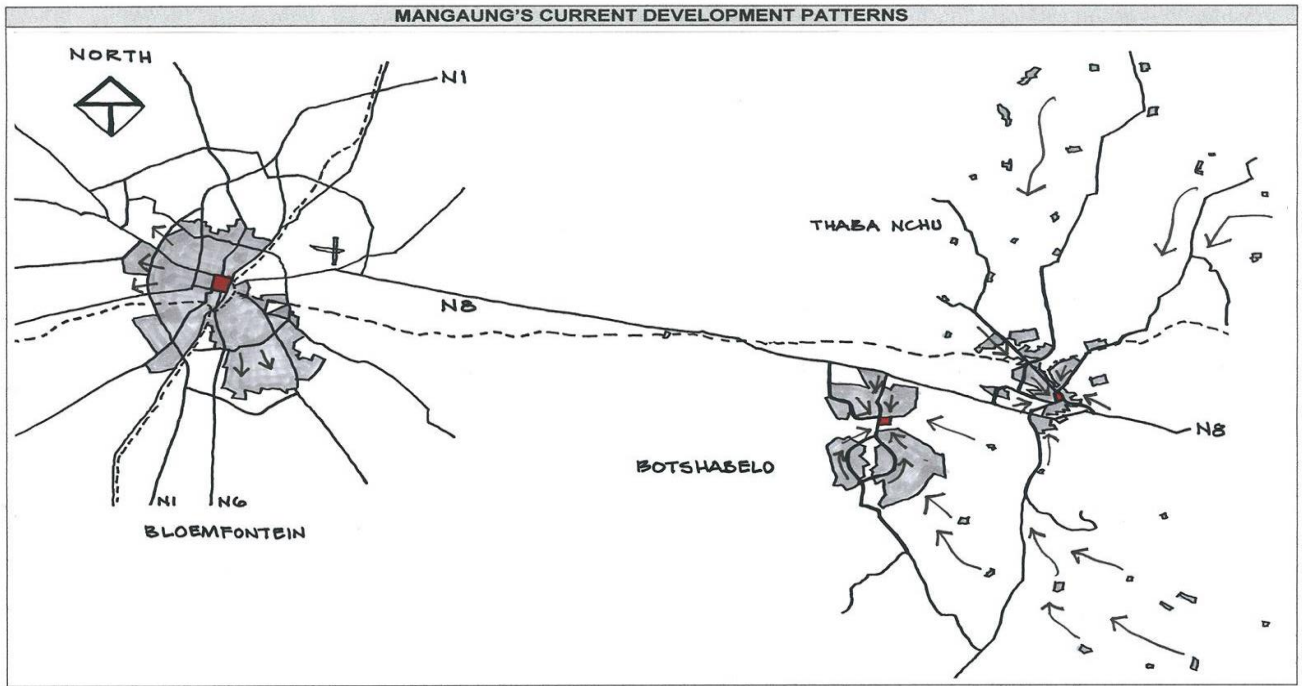 MANGAUNG'S CURRENT DEVELOPMENT PATTERNS
NORTH
N1
THABA NCHU
N8
N8
BOTSHABELO
N1 N6
BLOEMFONTEIN